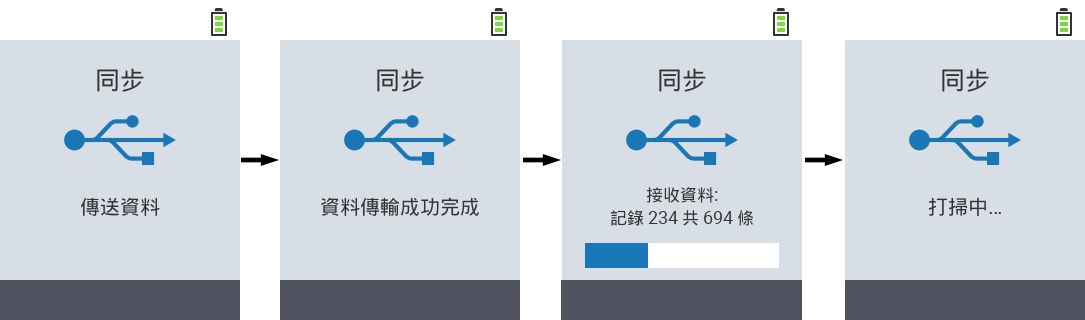 同步
傳送資料
同步
資料傳輸成功完成
同步
接收資料:
記錄 234 共 694 條
同步
打掃中...